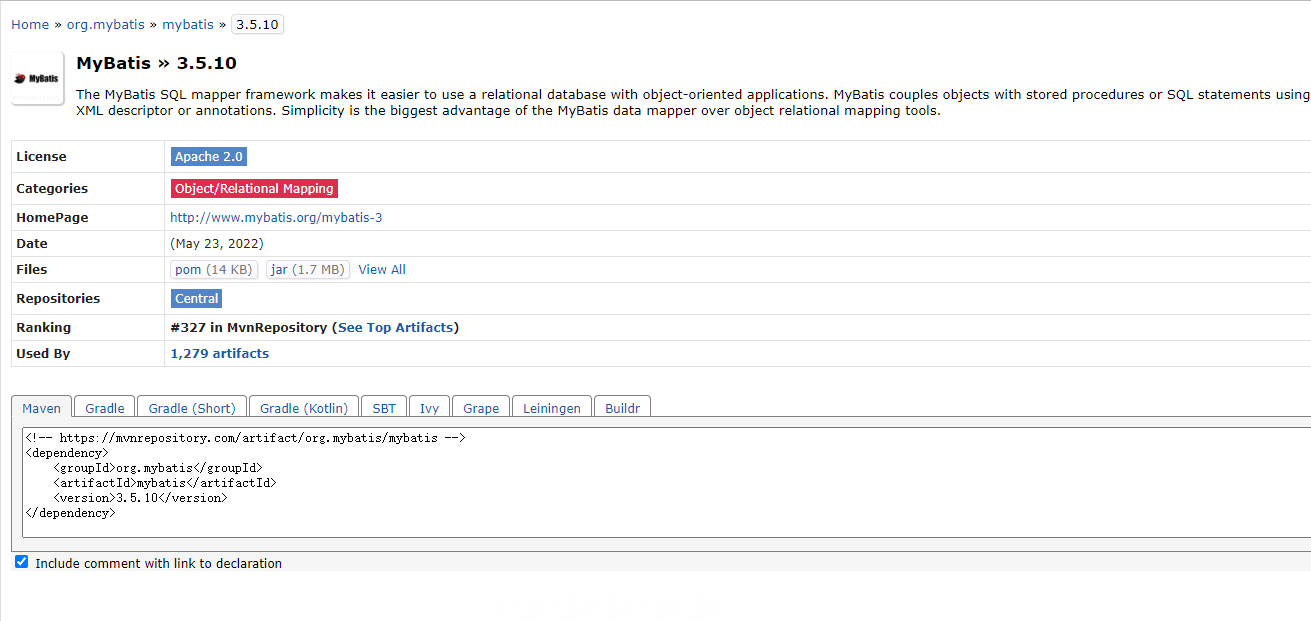 Home » org.mybatis » mybatis » 3.5.10
MyBatis
MyBatis » 3.5.10
The MyBatis SQL mapper framework makes it easier to use a relational database with object-oriented applications. MyBatis couples objects with stored procedures or SQL statements using
XML descriptor or annotations. Simplicity is the biggest advantage of the MyBatis data mapper over object relational mapping tools.
License Apache 2.0
Categories Object/Relational Mapping
HomePage http://www.mybatis.org/mybatis-3
Date (May 23, 2022)
Files pom (14 KB) jar (1.7 MB) View All
Repositories Central
Ranking #327 in MvnRepository (See Top Artifacts)
Used By 1,279 artifacts
Maven Gradle Gradle (Short) Gradle (Kotlin) SBT Ivy Grape Leiningen Buildr
<!-- https://mvnrepository.com/artifact/org.mybatis/mybatis -->
<dependency>
    <groupId>org.mybatis</groupId>
    <artifactId>mybatis</artifactId>
    <version>3.5.10</version>
</dependency>
Include comment with link to declaration